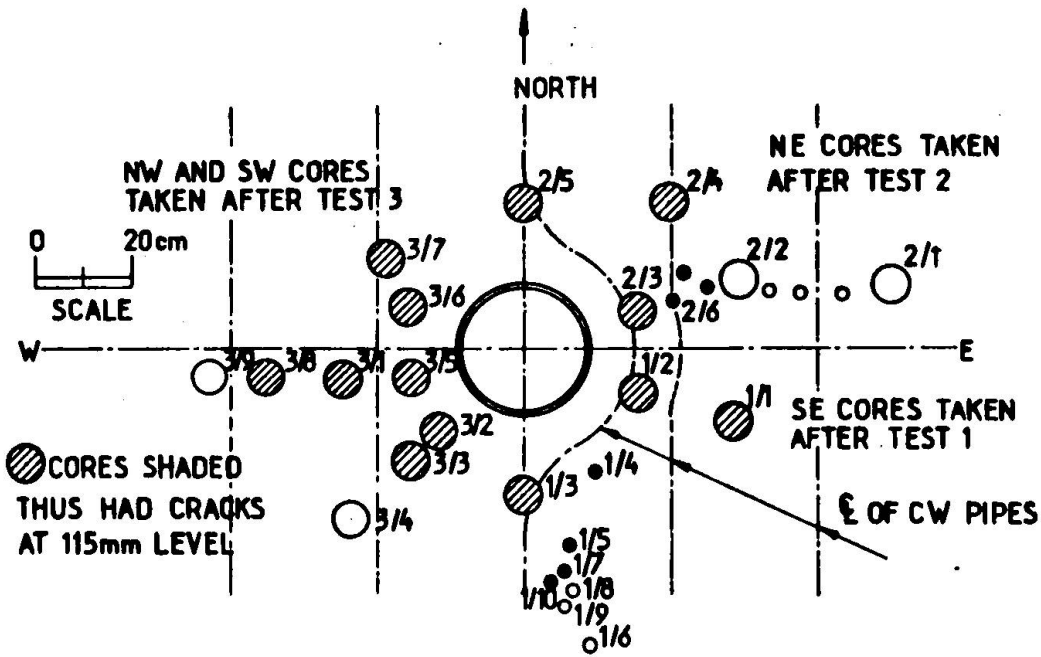 NORTH
NW AND SW CORES
TAKEN AFTER TEST 3
NE CORES TAKEN
AFTER TEST 2
2/5
2/4
0
20cm
SCALE
3/7
3/6
2/3
2/2
2/1
2/6
W
E
3/9
3/8
3/1
3/5
1/2
1/1
SE CORES TAKEN
AFTER TEST 1
3/2
3/3
CORES SHADED
THUS HAD CRACKS
AT 115mm LEVEL
3/4
1/3
1/4
℄ OF CW PIPES
1/5
1/7
1/8
1/10
1/9
1/6